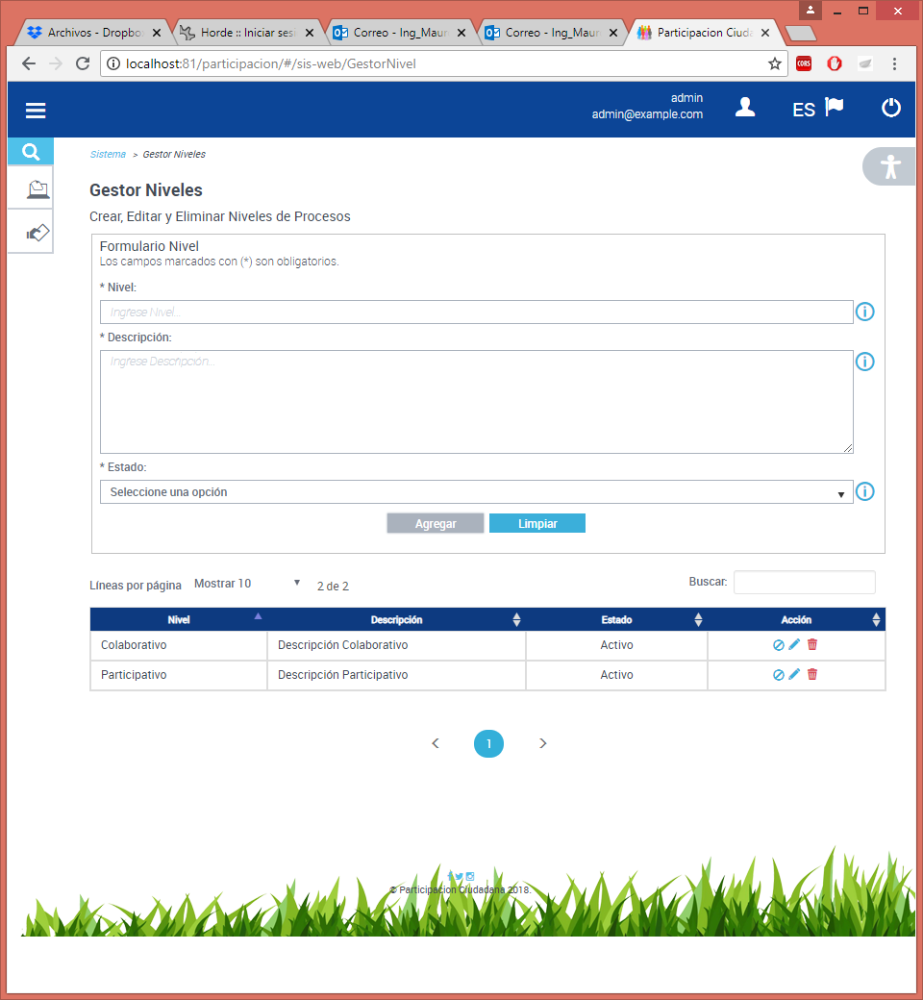 Archivos - Dropbo
Horde :: Iniciar ses
Correo - Ing_Maur
Correo - Ing_Maur
Participacion Ciuda
localhost:81/participacion/#/sis-web/GestorNivel
CORS
admin
admin@example.com
ES
Sistema > Gestor Niveles
Gestor Niveles
Crear, Editar y Eliminar Niveles de Procesos
Formulario Nivel
Los campos marcados con (*) son obligatorios.
* Nivel:
Ingrese Nivel...
* Descripción:
Ingrese Descripción...
* Estado:
Seleccione una opción
Agregar Limpiar
Líneas por página Mostrar 10 2 de 2 Buscar:
Nivel Descripción Estado Acción
Colaborativo Descripción Colaborativo Activo
Participativo Descripción Participativo Activo
< 1 >
© Participacion Ciudadana 2018.